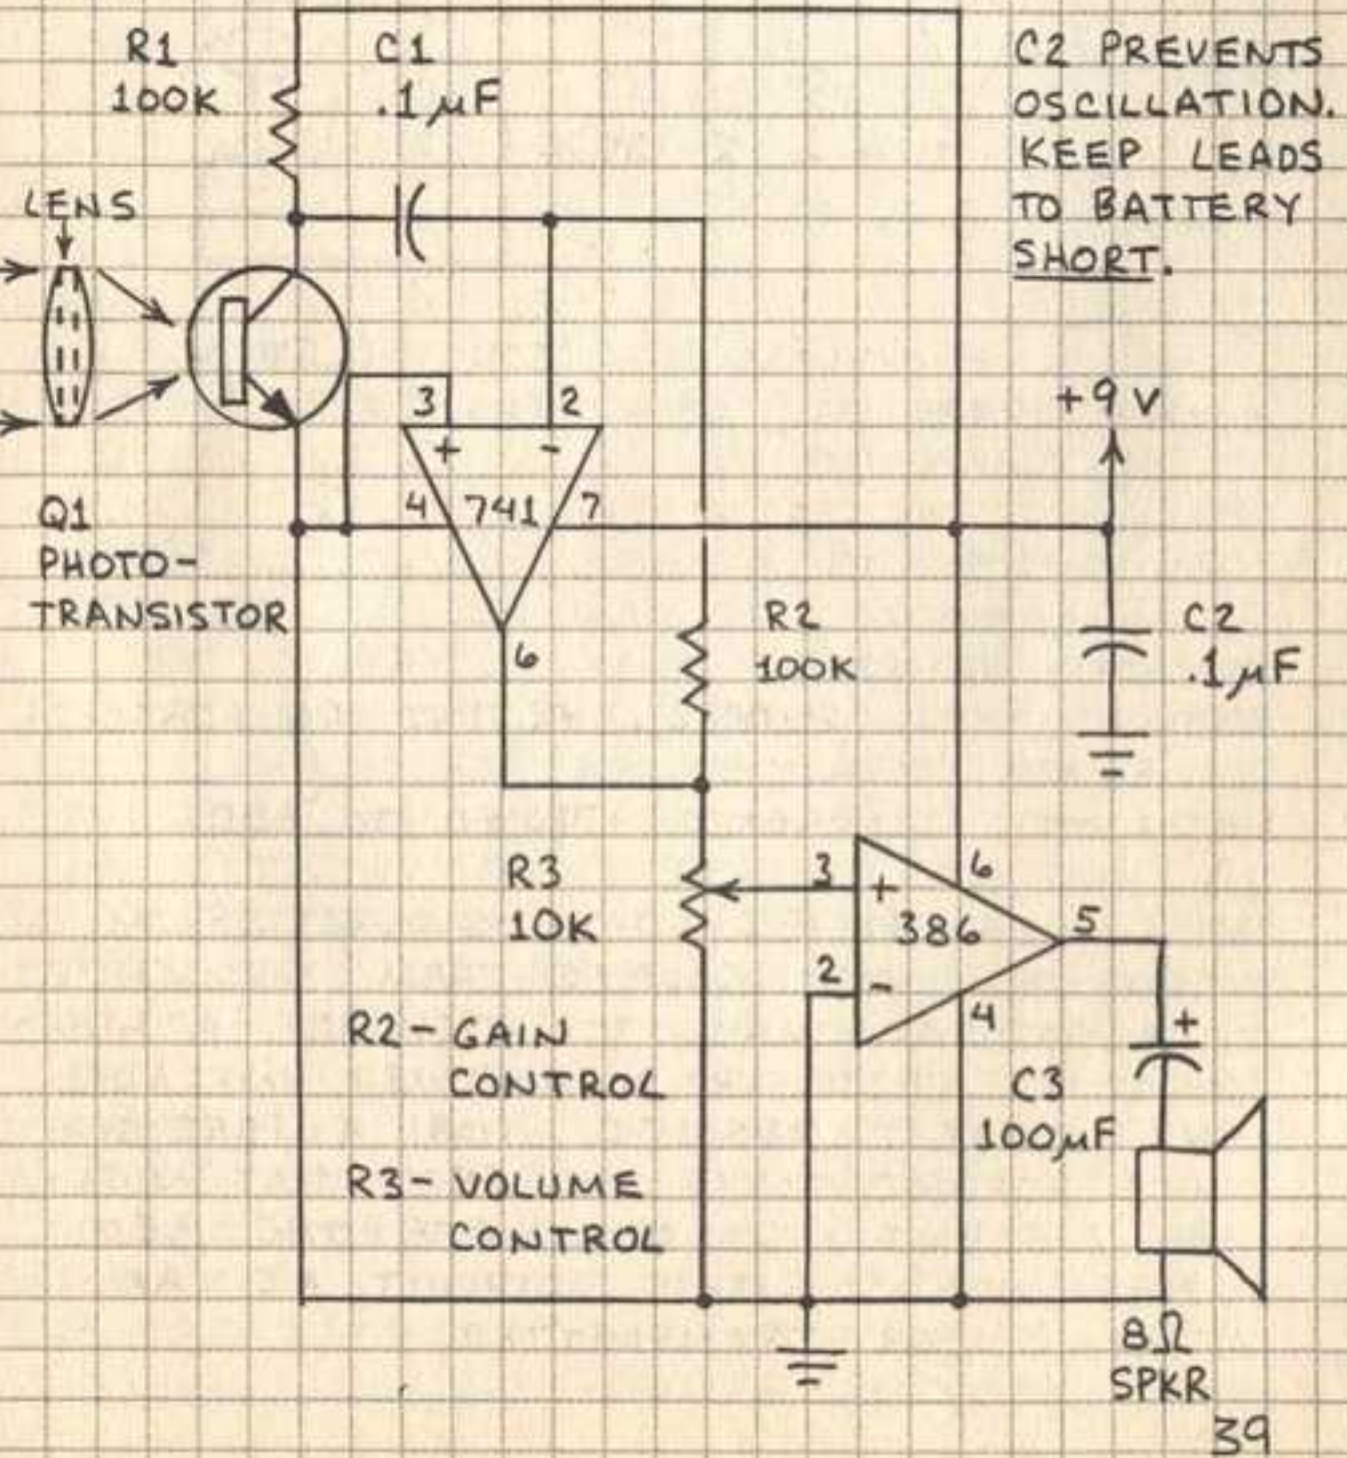 R1
100K
C1
.1µF
C2 PREVENTS
OSCILLATION.
KEEP LEADS
TO BATTERY
SHORT.
LENS
+9V
3
2
+
-
4
741
7
6
Q1
PHOTO-
TRANSISTOR
R2
100K
C2
.1µF
R3
10K
3
+
6
386
5
2
-
4
+
R2 - GAIN
CONTROL
C3
100µF
R3 - VOLUME
CONTROL
8Ω
SPKR
39